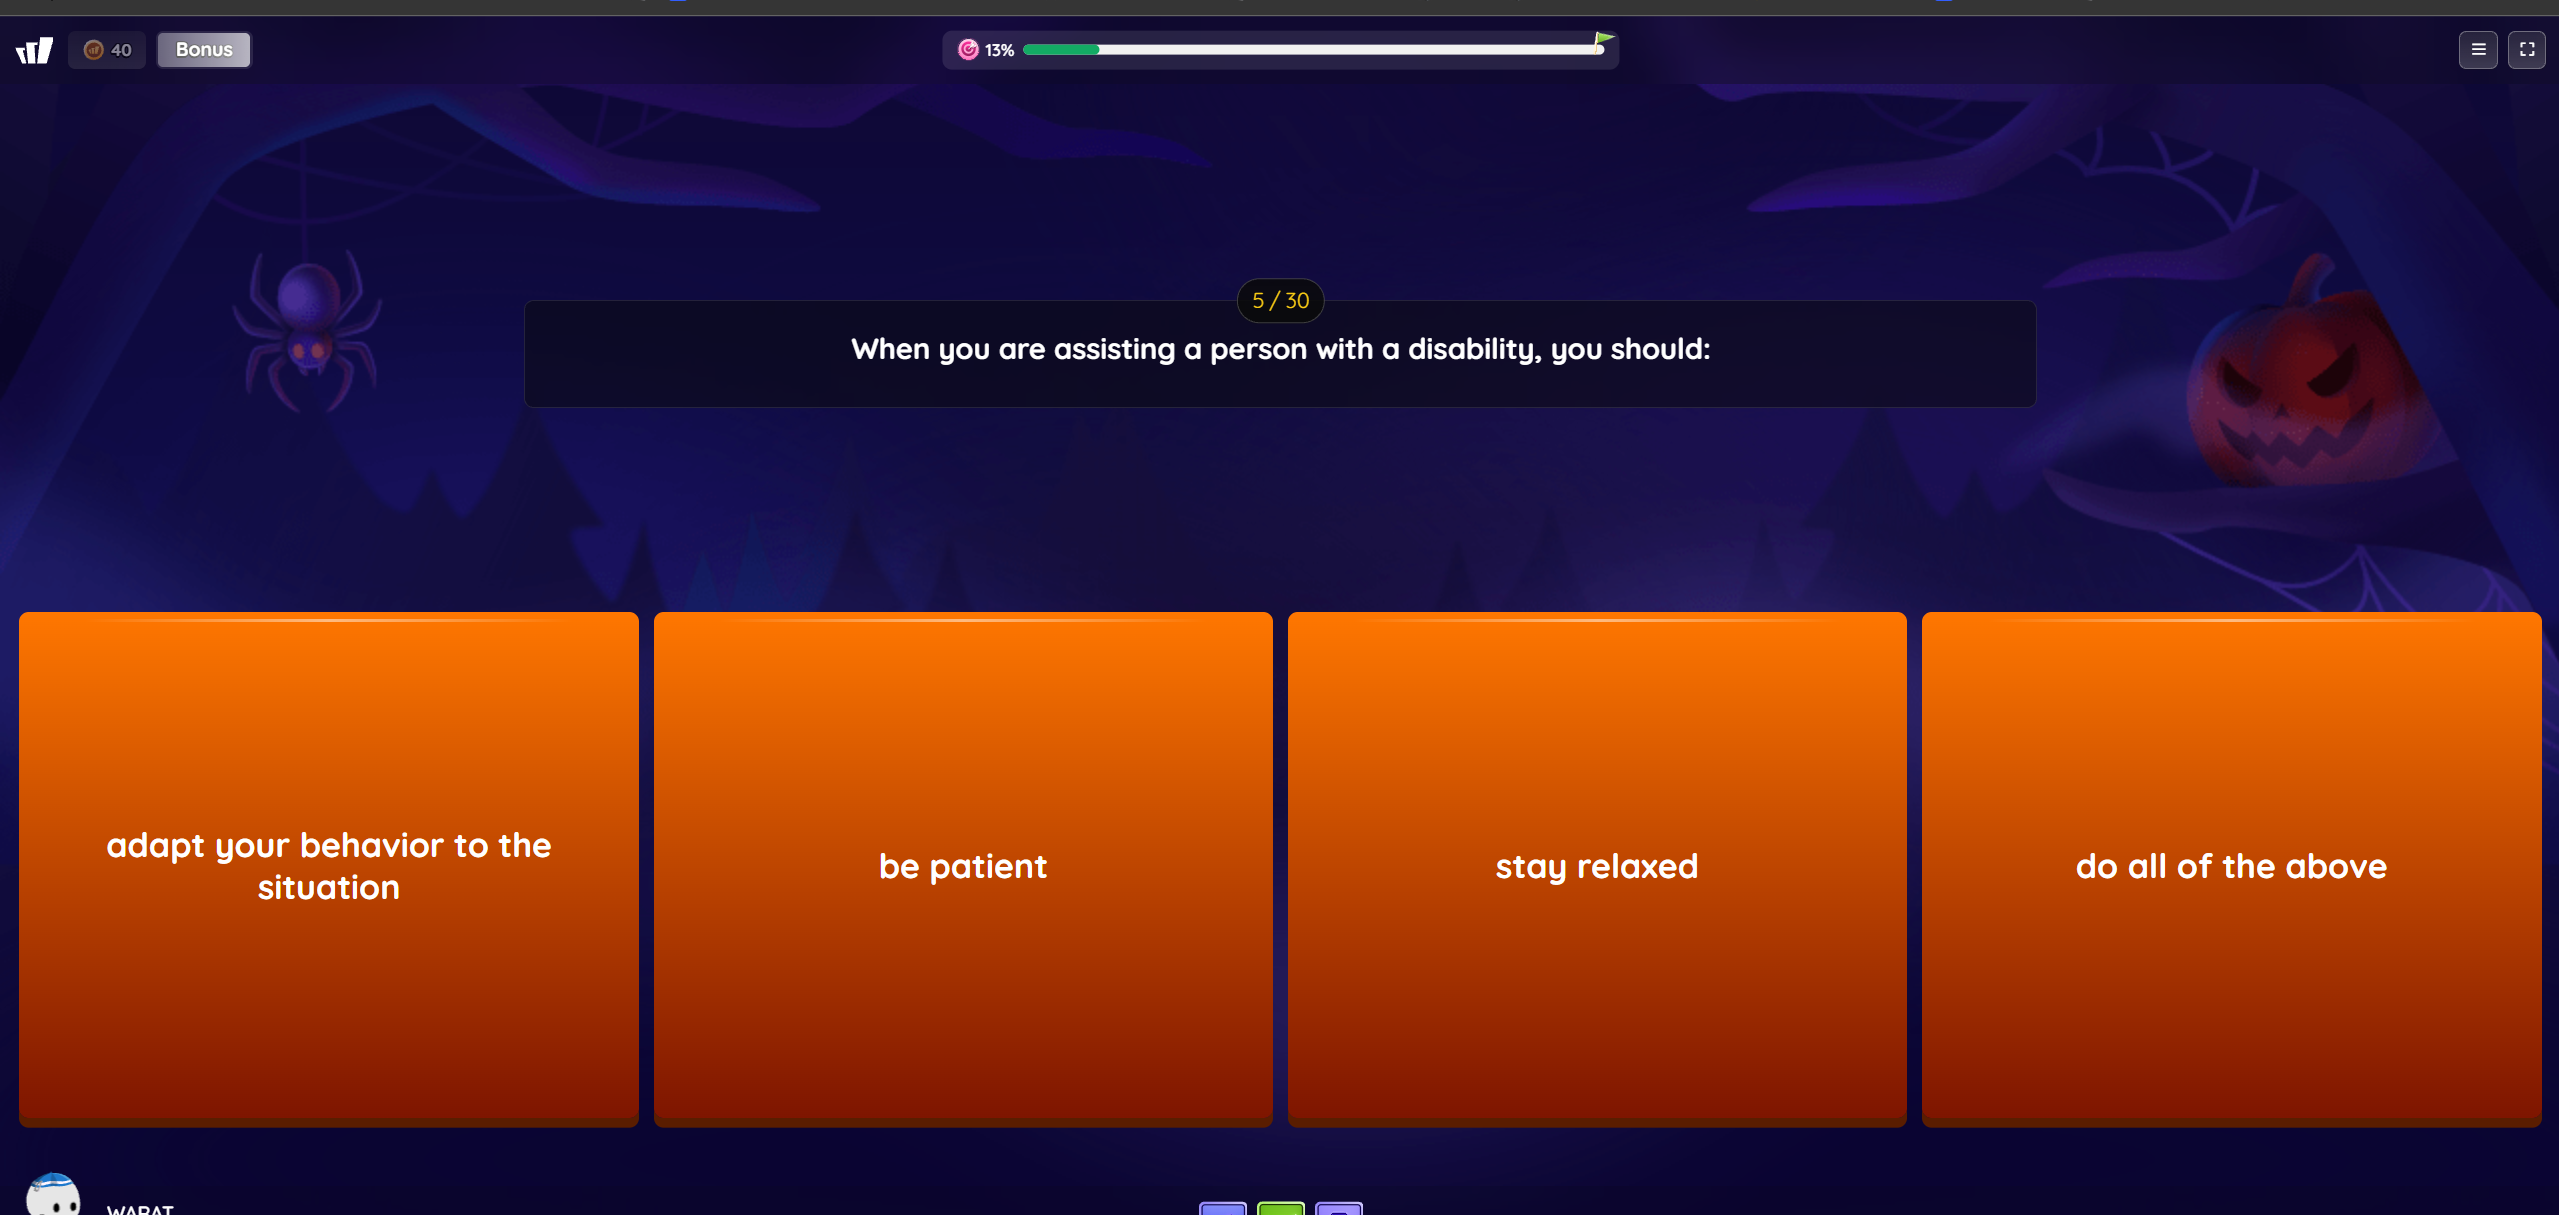 40
Bonus
13%
5 / 30
When you are assisting a person with a disability, you should:
adapt your behavior to the
situation
be patient
stay relaxed
do all of the above